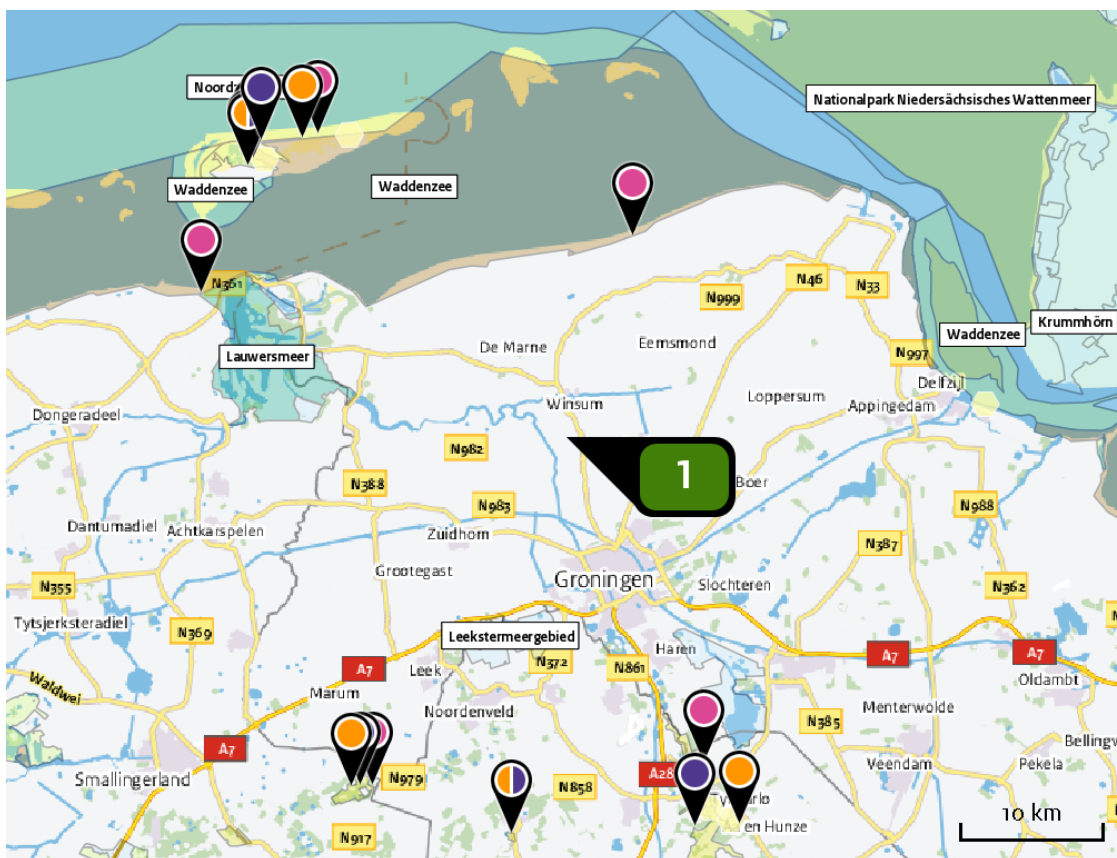 Noordz
Nationalpark Niedersächsisches Wattenmeer
Waddenzee
Waddenzee
N361
N46
N33
N999
Krummhörn
Waddenzee
De Marne
Eemsmond
Lauwersmeer
N997
Delfzijl
Loppersum
Winsum
Appingedam
Dongeradeel
N982
1
N388
Boer
N983
N988
Dantumadiel
Achtkarspelen
Zuidhorn
N387
Grootegast
Groningen
Slochteren
N355
N362
Tytsjerksteradiel
N369
Leekstermeergebied
Haren
N372
N861
A7
A7
A7
Leek
Oldambt
Waldwei
Marum
Noordenveld
N385
Menterwolde
A7
Smallingerland
N979
A28
N858
Veendam
Pekela
en Hunze
10 km
N917